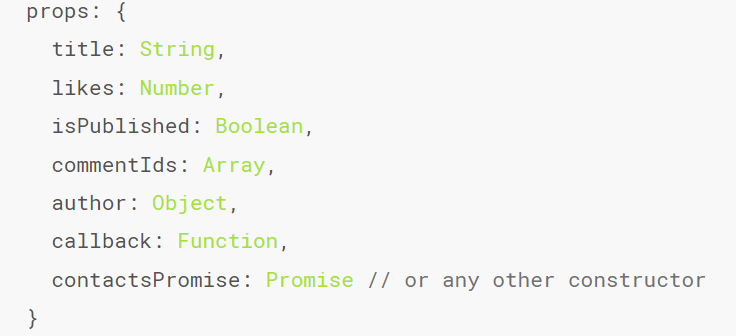 props: {
title: String,
likes: Number,
isPublished: Boolean,
commentIds: Array,
author: Object,
callback: Function,
contactsPromise: Promise // or any other constructor
}